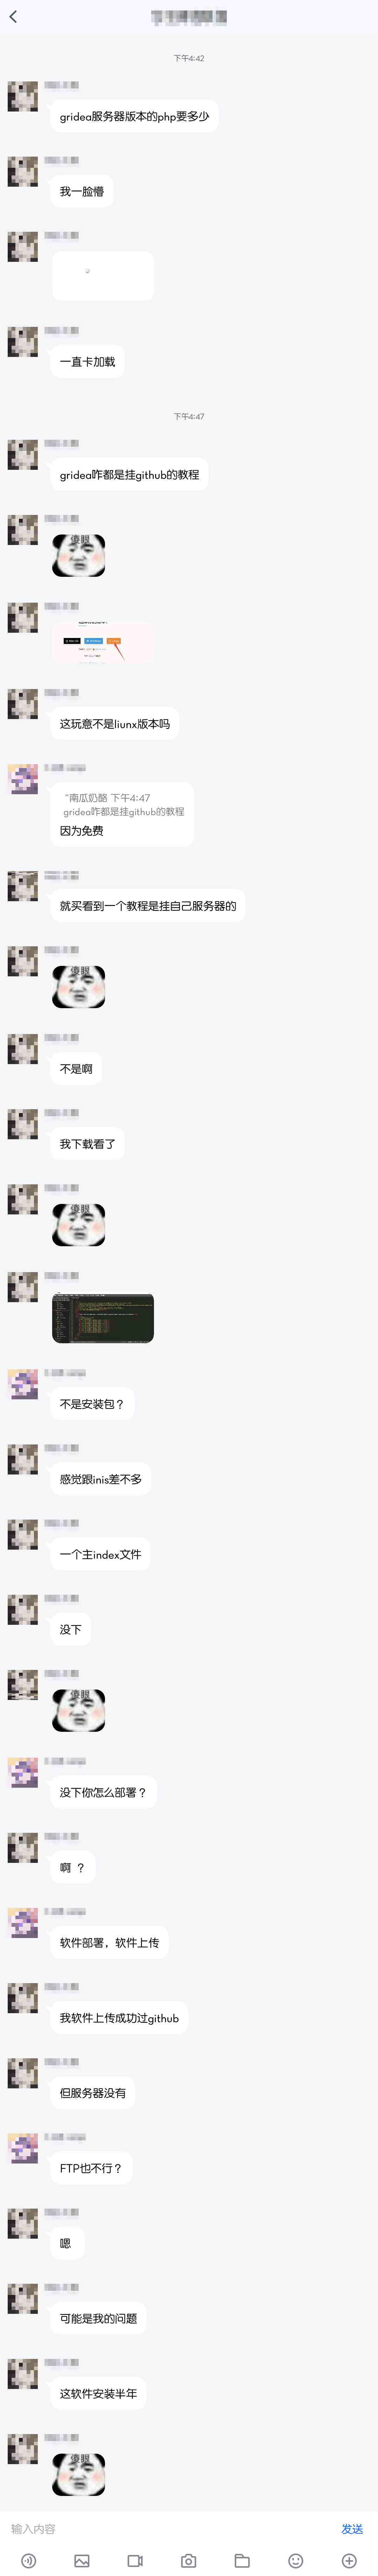 下午4:42
gridea服务器版本的php要多少
我一脸懵
一直卡加载
下午4:47
gridea咋都是挂github的教程
傻眼
这玩意不是liunx版本吗
“南瓜奶酪 下午4:47
gridea咋都是挂github的教程
因为免费
就买看到一个教程是挂自己服务器的
傻眼
不是啊
我下载看了
傻眼
不是安装包？
感觉跟inis差不多
一个主index文件
没下
傻眼
没下你怎么部署？
啊 ？
软件部署，软件上传
我软件上传成功过github
但服务器没有
FTP也不行？
嗯
可能是我的问题
这软件安装半年
傻眼
输入内容
发送